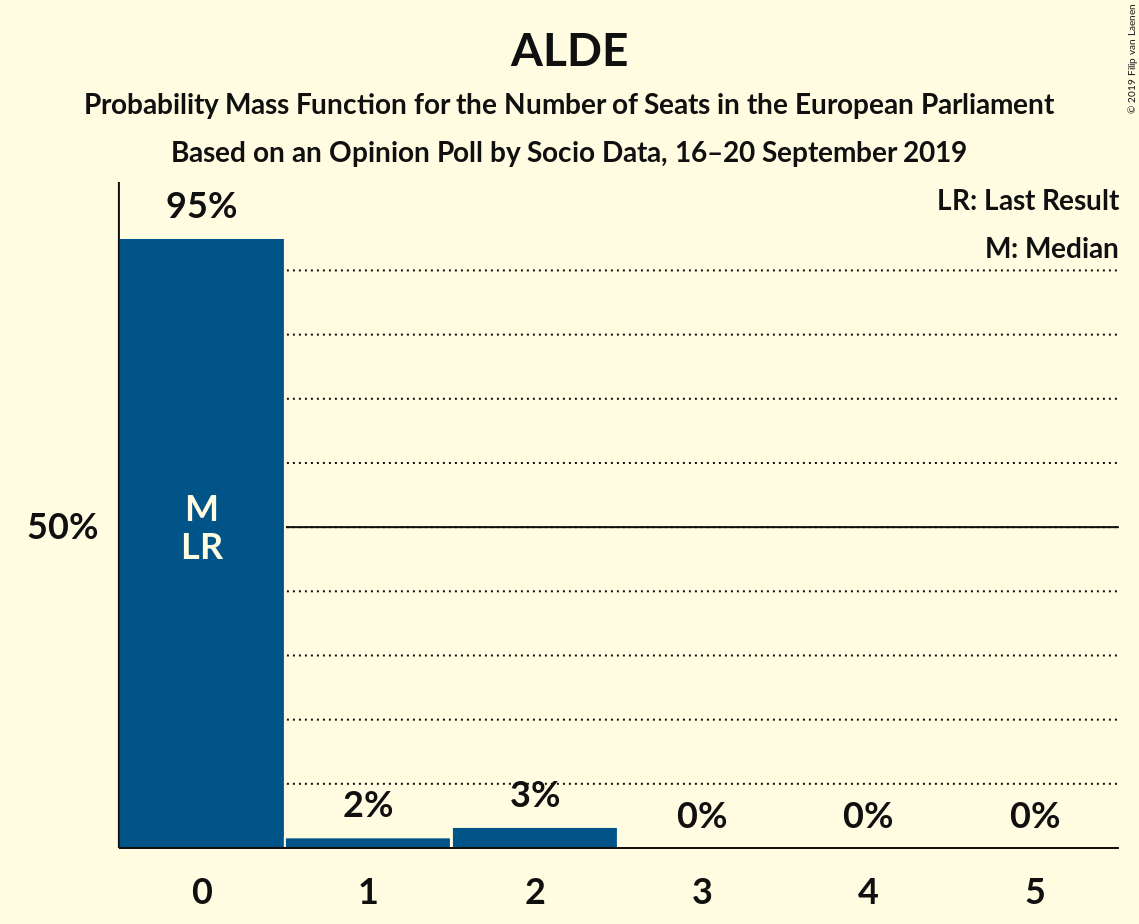 ALDE
Probability Mass Function for the Number of Seats in the European Parliament
Based on an Opinion Poll by Socio Data, 16–20 September 2019
© 2019 Filip van Laenen
LR: Last Result
M: Median
95%
M
LR
50%
2%
3%
0%
0%
0%
0
1
2
3
4
5